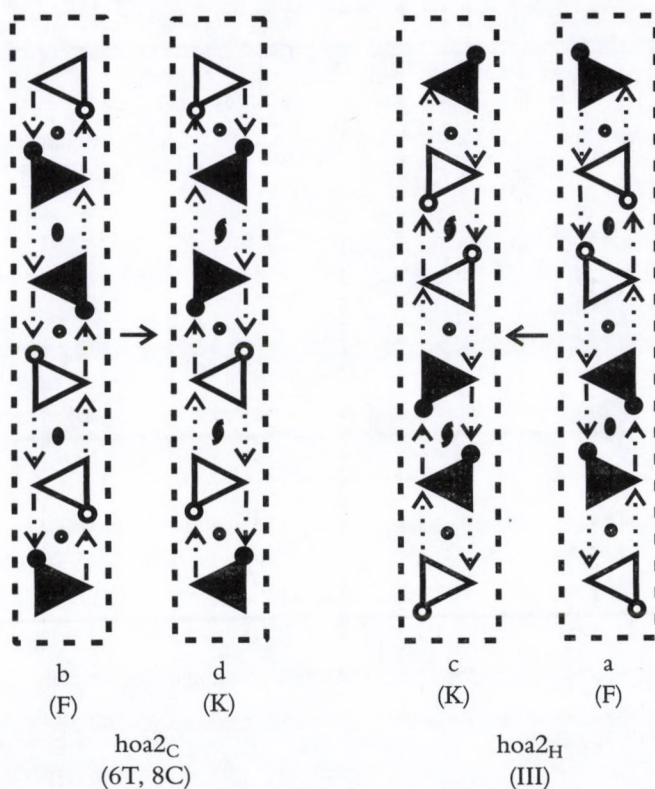 b d c a
(F) (K) (K) (F)
hoa2C hoa2H
(6T, 8C) (III)